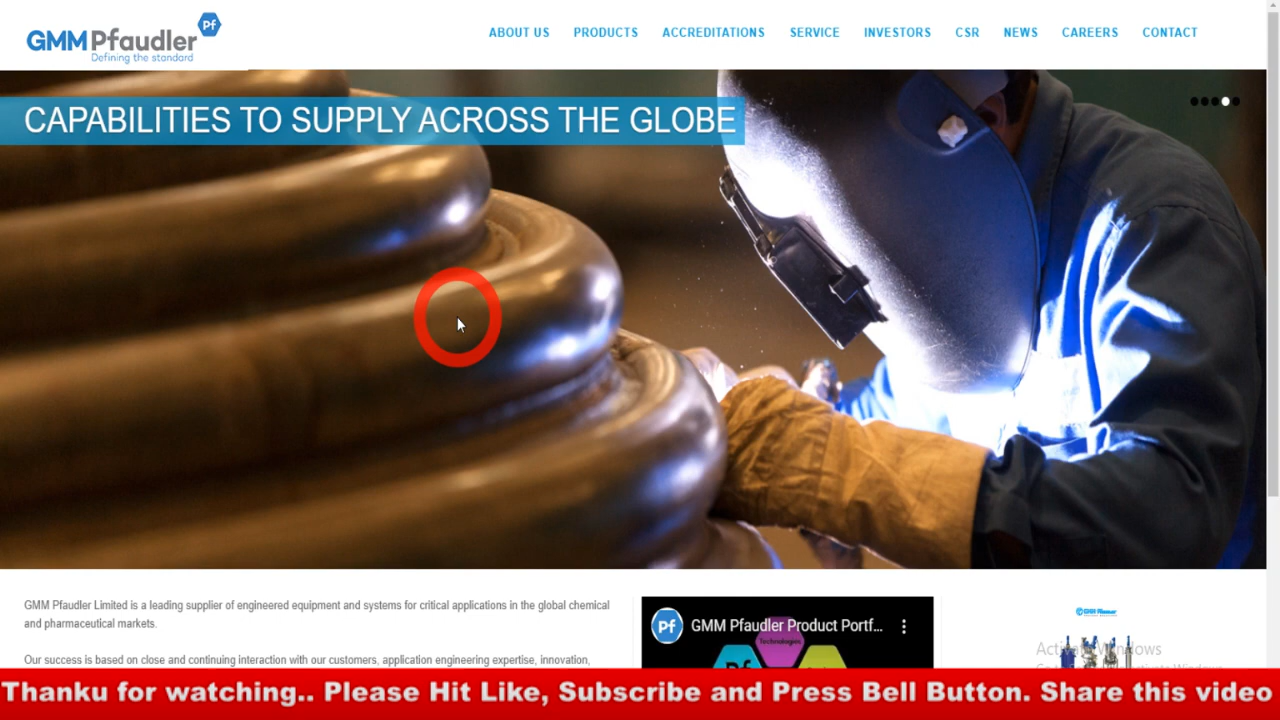 GMM Pfaudler
Pf
Defining the standard
ABOUT US PRODUCTS ACCREDITATIONS SERVICE INVESTORS CSR NEWS CAREERS CONTACT
CAPABILITIES TO SUPPLY ACROSS THE GLOBE
GMM Pfaudler Limited is a leading supplier of engineered equipment and systems for critical applications in the global chemical
and pharmaceutical markets.
Our success is based on close and continuing interaction with our customers, application engineering expertise, innovation,
Pf GMM Pfaudler Product Portf...
Technologies
GMM Pfaudler
Activate Windows
Thanku for watching.. Please Hit Like, Subscribe and Press Bell Button. Share this video